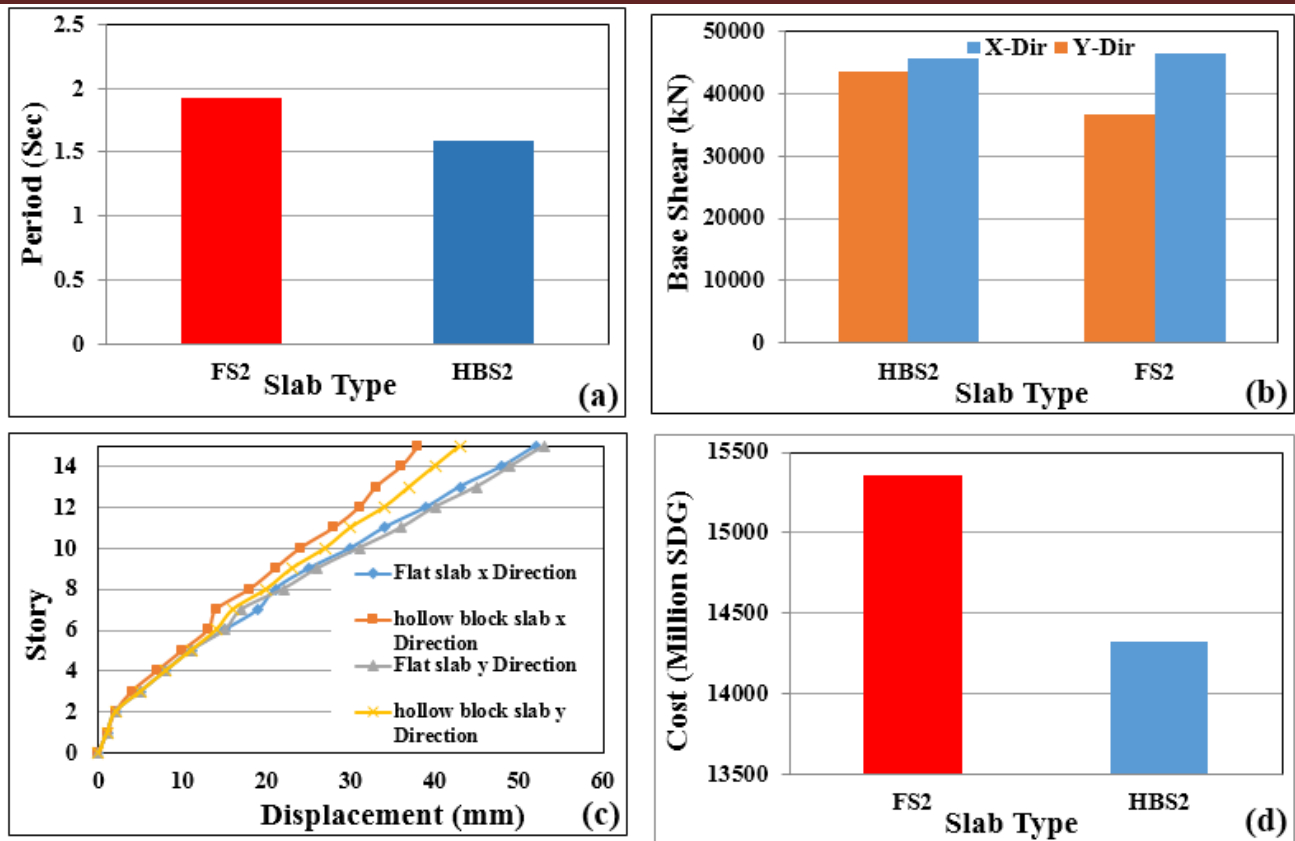 2.5
2
1.5
1
0.5
0
Period (Sec)
FS2
HBS2
Slab Type
(a)
50000
40000
30000
20000
10000
0
Base Shear (kN)
X-Dir
Y-Dir
HBS2
FS2
Slab Type
(b)
14
12
10
8
6
4
2
0
Story
Flat slab x Direction
hollow block slab x
Direction
Flat slab y Direction
hollow block slab y
Direction
0 10 20 30 40 50 60
Displacement (mm)
(c)
15500
15000
14500
14000
13500
Cost (Million SDG)
FS2
HBS2
Slab Type
(d)